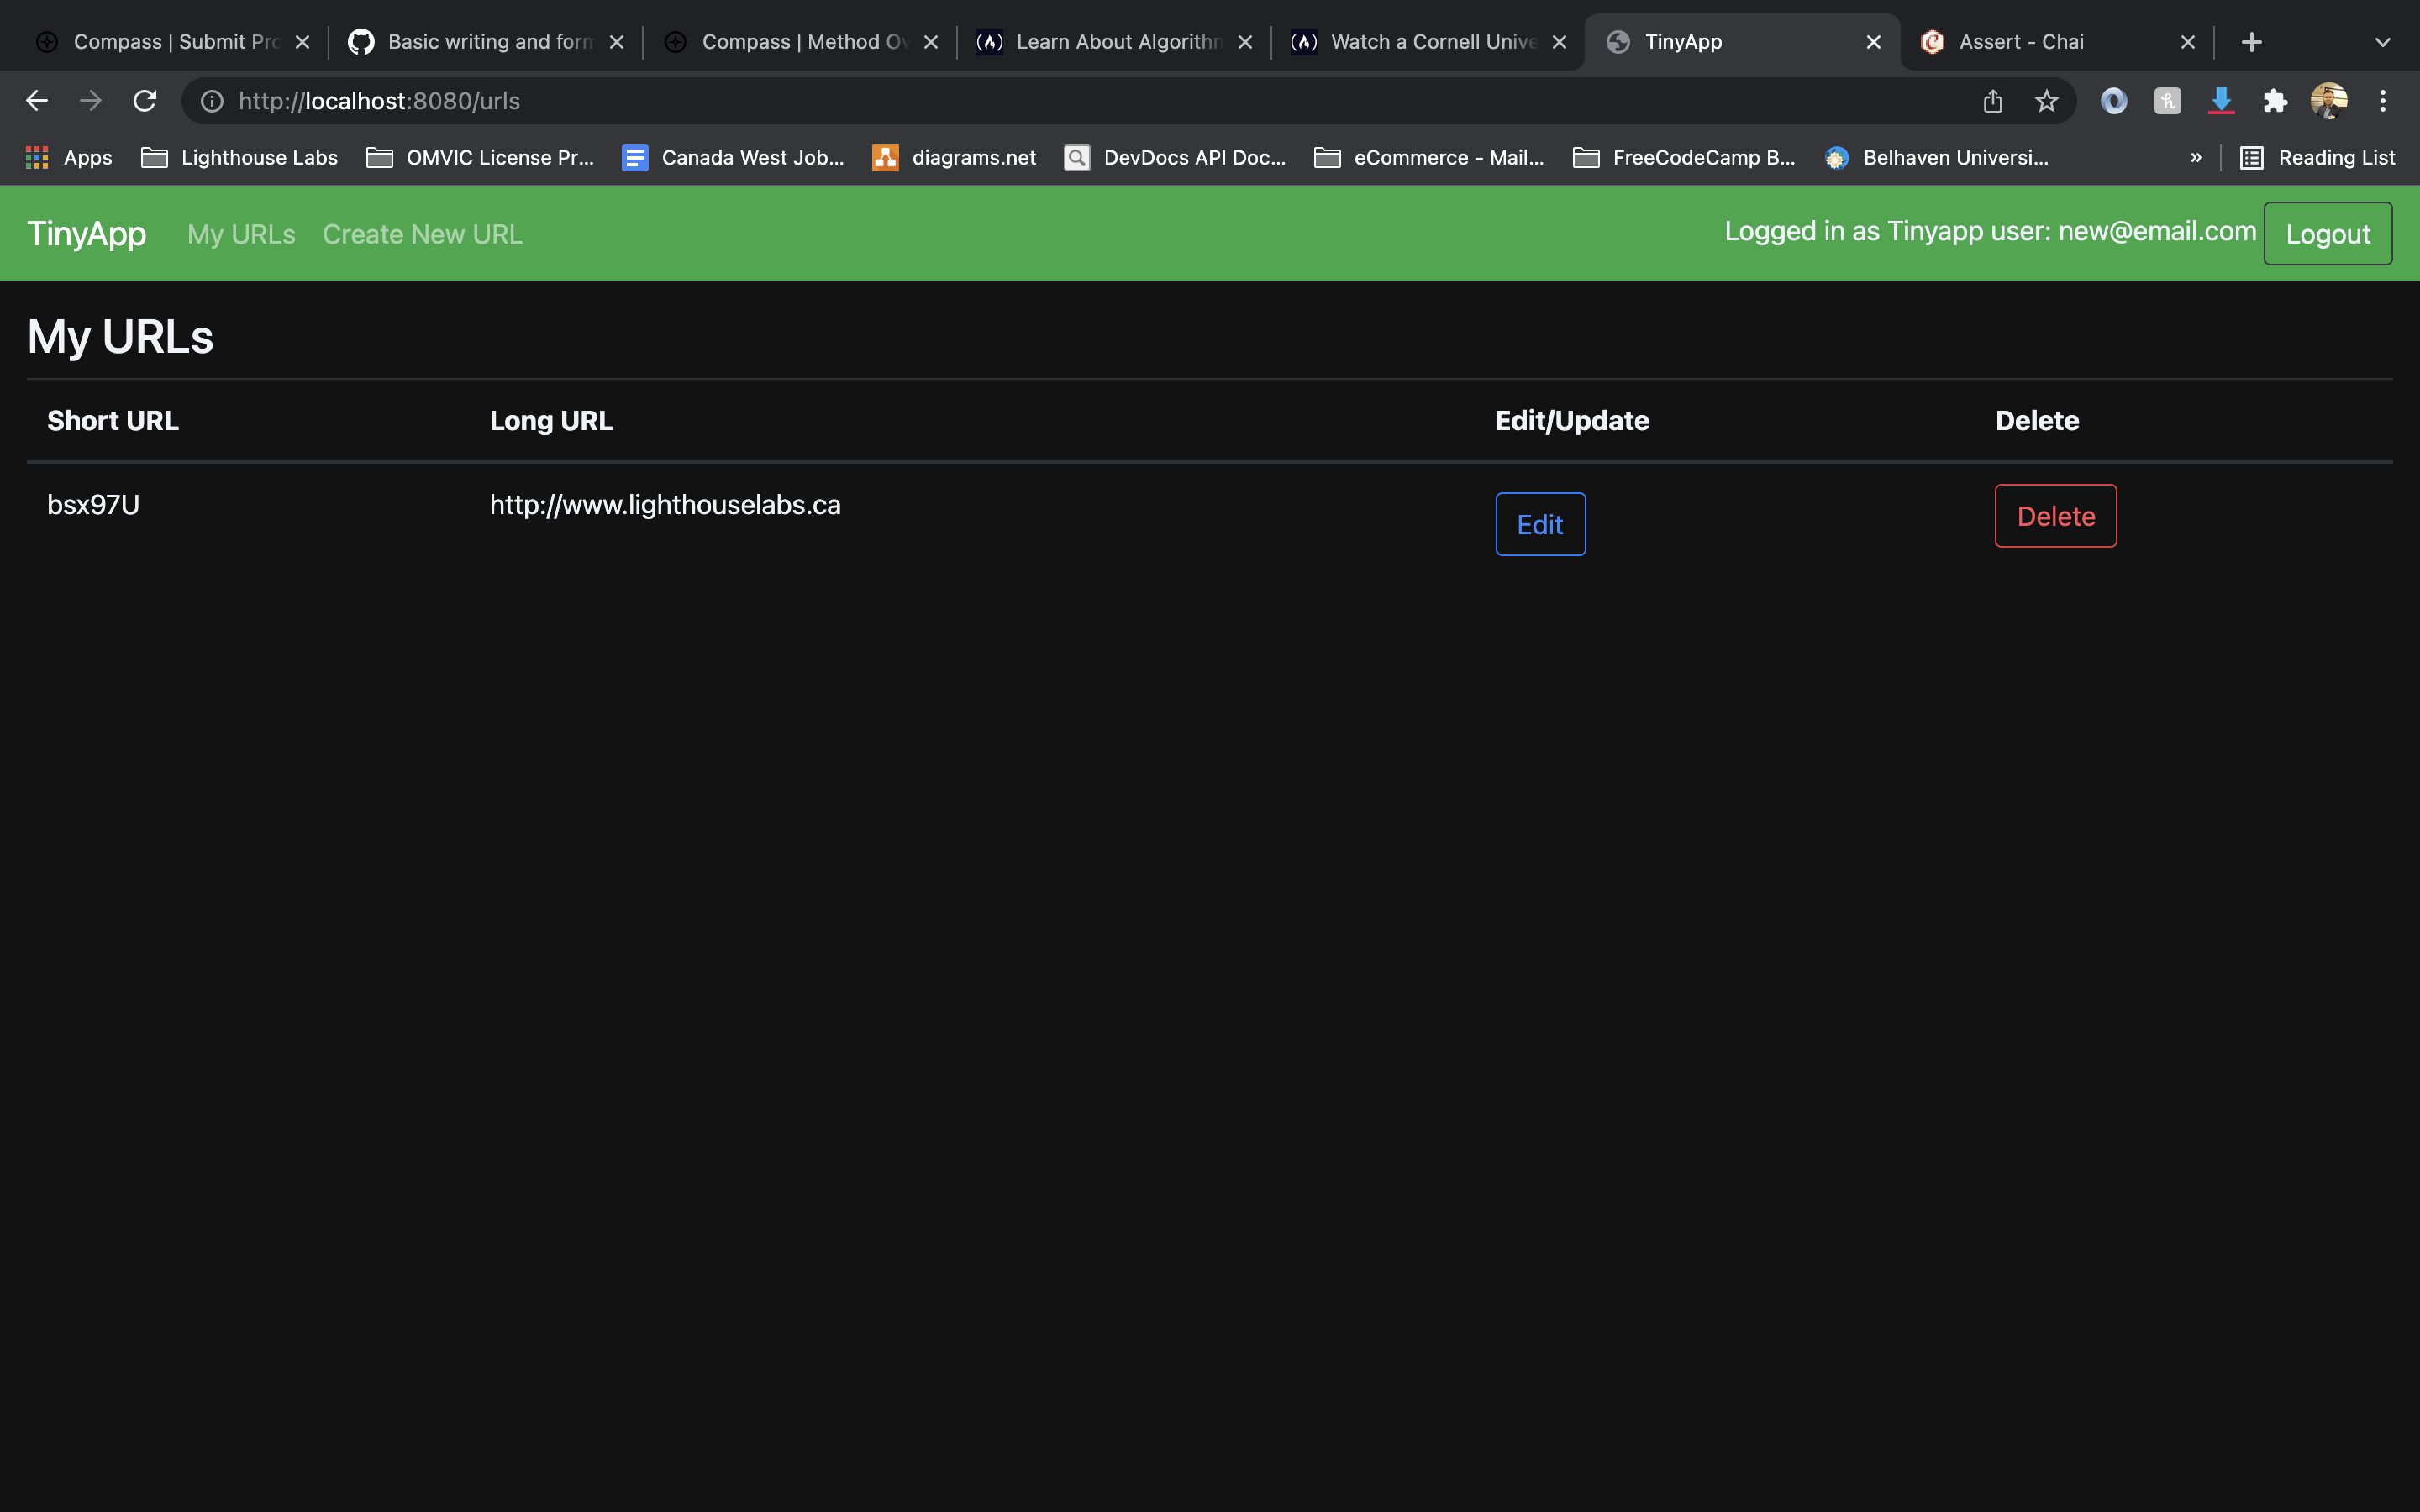 Compass | Submit Pro Basic writing and form Compass | Method Ov Learn About Algorithm Watch a Cornell Unive TinyApp Assert - Chai
http://localhost:8080/urls
Apps Lighthouse Labs OMVIC License Pr... Canada West Job... diagrams.net DevDocs API Doc... eCommerce - Mail... FreeCodeCamp B... Belhaven Universi... » Reading List
TinyApp My URLs Create New URL Logged in as Tinyapp user: new@email.com Logout
My URLs
Short URL Long URL Edit/Update Delete
bsx97U http://www.lighthouselabs.ca Edit Delete